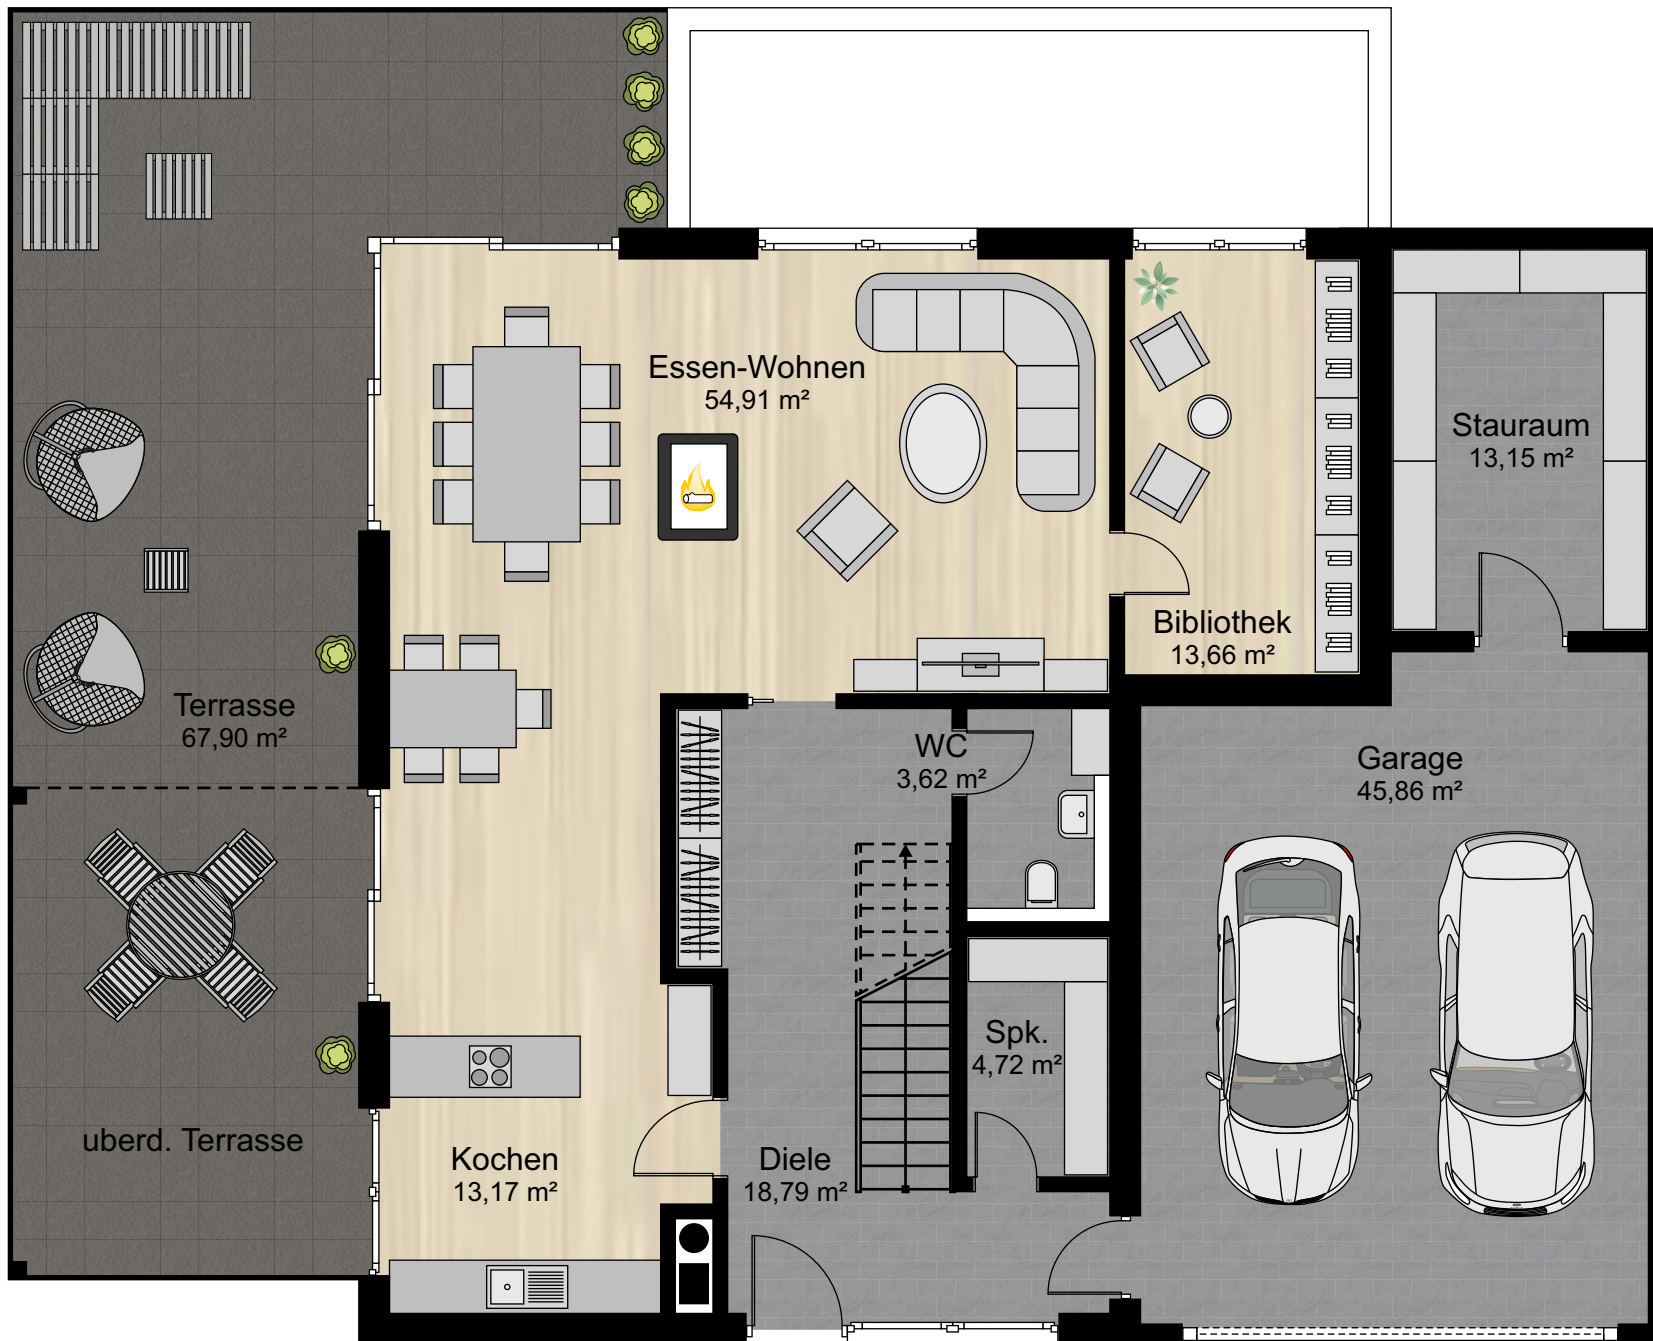 Essen-Wohnen
54,91 m²
Stauraum
13,15 m²
Bibliothek
13,66 m²
Terrasse
67,90 m²
WC
3,62 m²
Garage
45,86 m²
Spk.
4,72 m²
uberd. Terrasse
Kochen
13,17 m²
Diele
18,79 m²